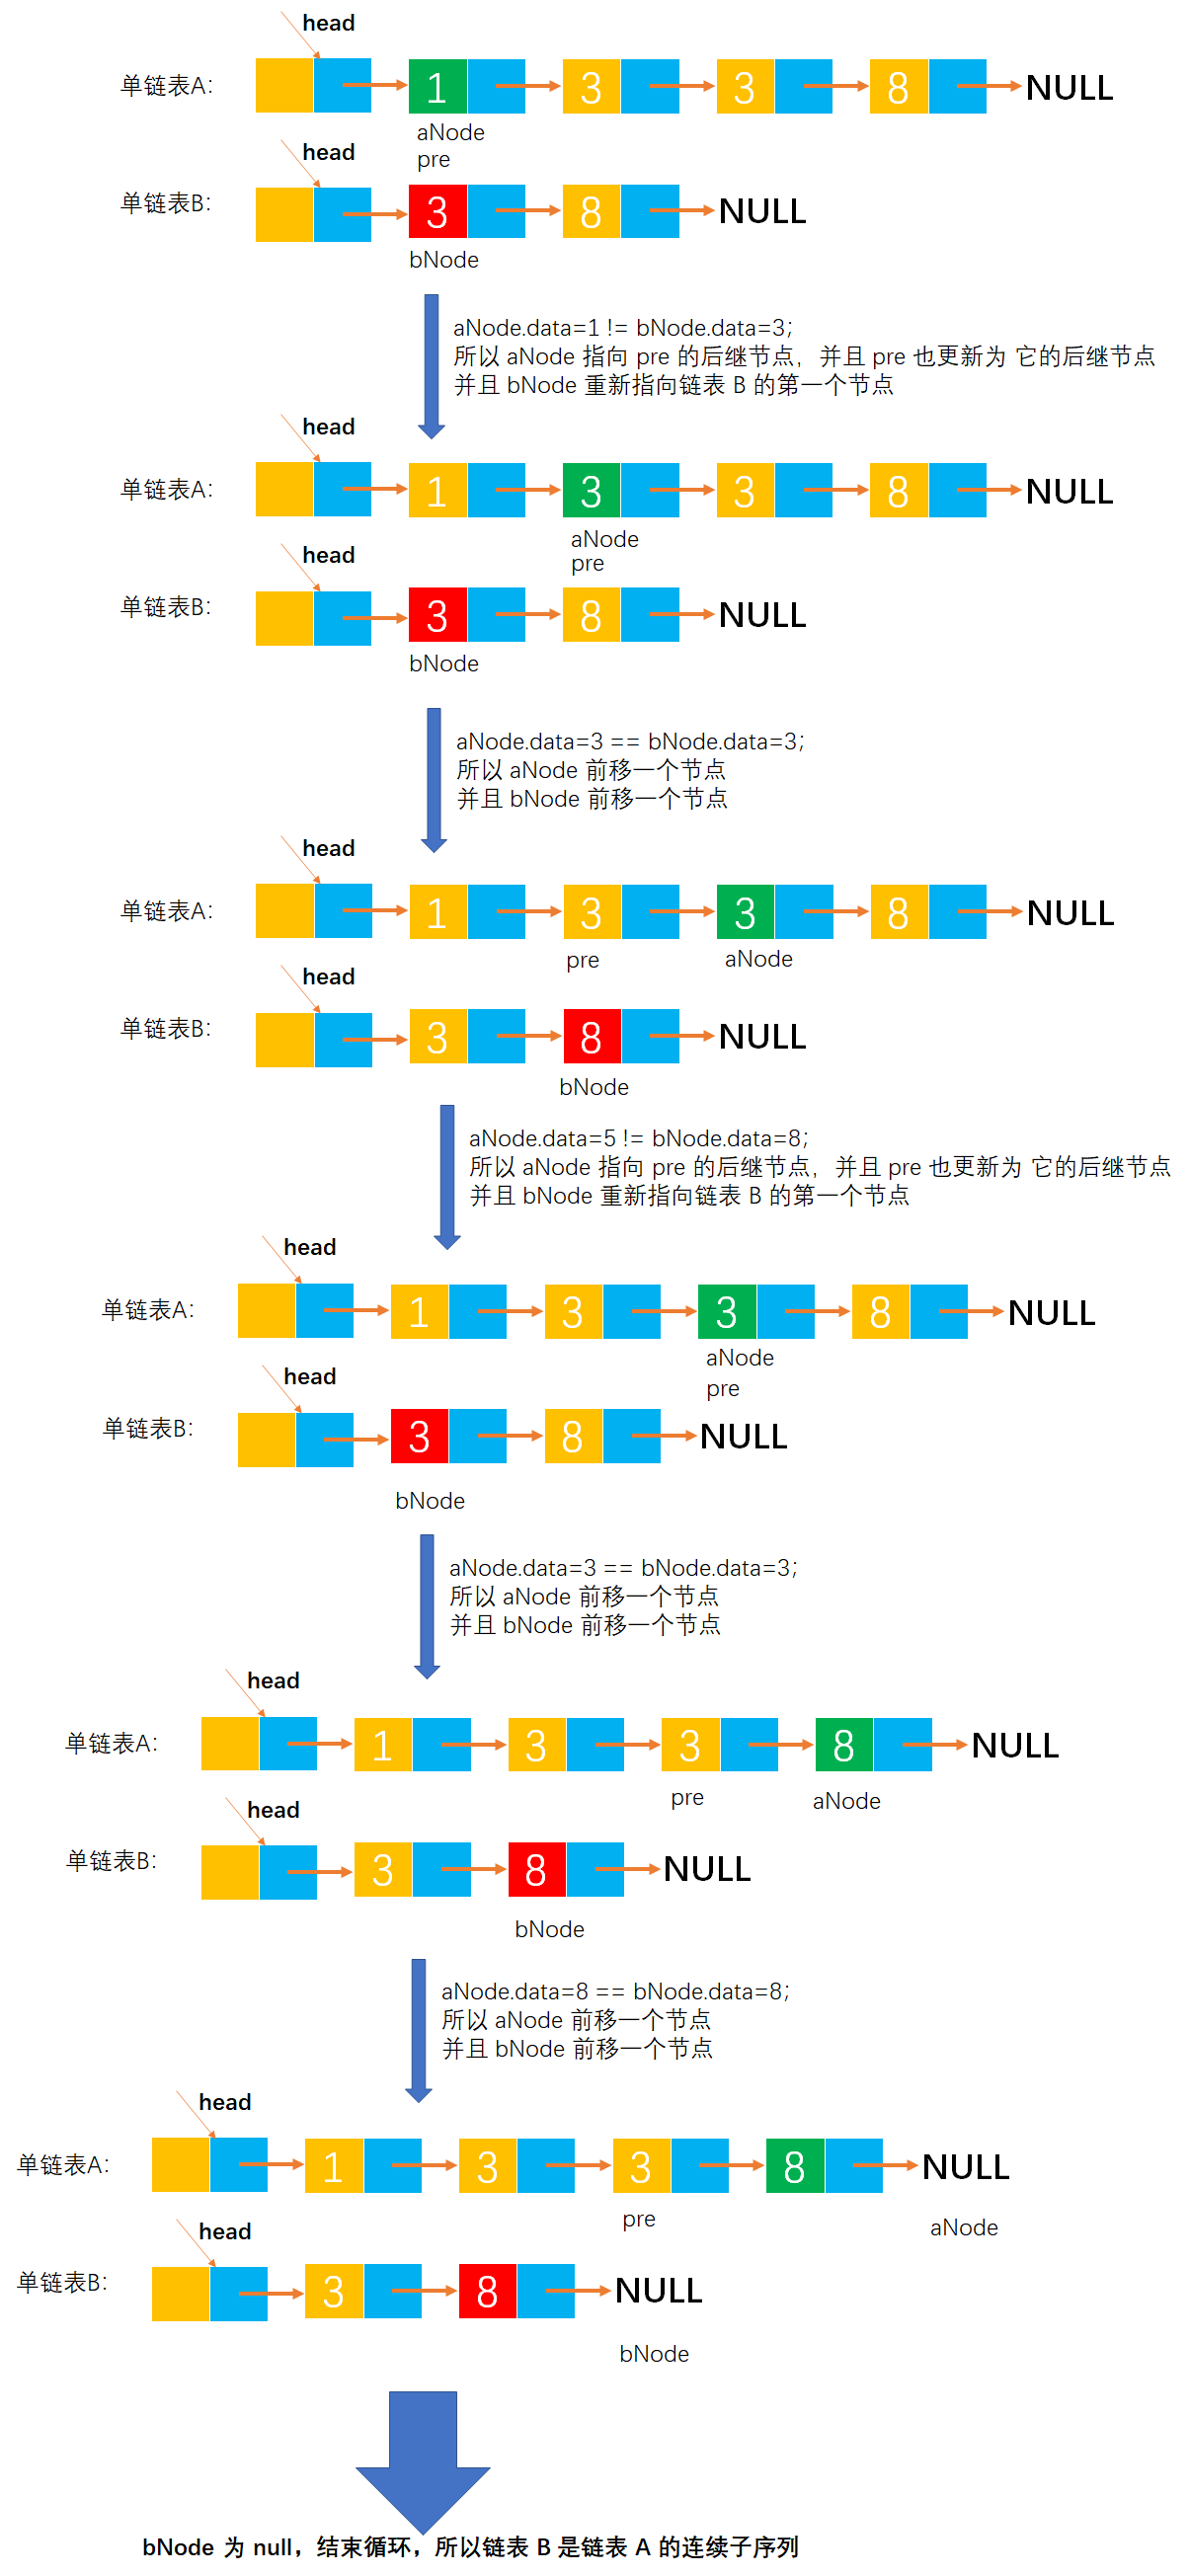 head
单链表A: 1 3 3 8 NULL
aNode
pre
head
单链表B: 3 8 NULL
bNode
aNode.data=1 != bNode.data=3;
所以 aNode 指向 pre 的后继节点，并且 pre 也更新为 它的后继节点
并且 bNode 重新指向链表 B 的第一个节点
head
单链表A: 1 3 3 8 NULL
aNode
pre
head
单链表B: 3 8 NULL
bNode
aNode.data=3 == bNode.data=3;
所以 aNode 前移一个节点
并且 bNode 前移一个节点
head
单链表A: 1 3 3 8 NULL
pre aNode
head
单链表B: 3 8 NULL
bNode
aNode.data=5 != bNode.data=8;
所以 aNode 指向 pre 的后继节点，并且 pre 也更新为 它的后继节点
并且 bNode 重新指向链表 B 的第一个节点
head
单链表A: 1 3 3 8 NULL
aNode
pre
head
单链表B: 3 8 NULL
bNode
aNode.data=3 == bNode.data=3;
所以 aNode 前移一个节点
并且 bNode 前移一个节点
head
单链表A: 1 3 3 8 NULL
pre aNode
head
单链表B: 3 8 NULL
bNode
aNode.data=8 == bNode.data=8;
所以 aNode 前移一个节点
并且 bNode 前移一个节点
head
单链表A: 1 3 3 8 NULL
pre aNode
head
单链表B: 3 8 NULL
bNode
bNode 为 null，结束循环，所以链表 B 是链表 A 的连续子序列